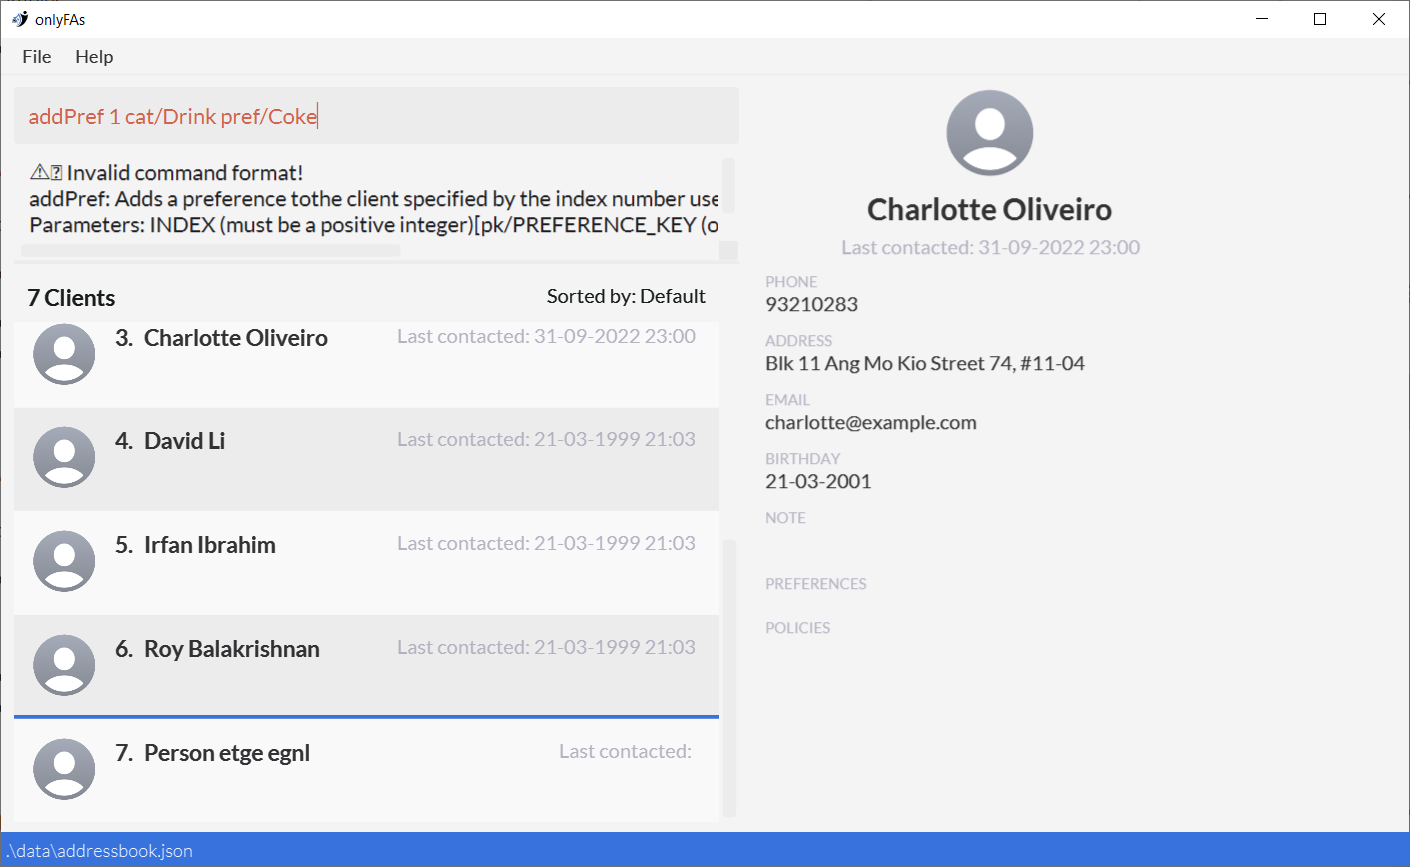 onlyFAs
File Help
addPref 1 cat/Drink pref/Coke
Invalid command format!
addPref: Adds a preference tothe client specified by the index number use
Parameters: INDEX (must be a positive integer)[pk/PREFERENCE_KEY (o
7 Clients Sorted by: Default
3. Charlotte Oliveiro Last contacted: 31-09-2022 23:00
4. David Li Last contacted: 21-03-1999 21:03
5. Irfan Ibrahim Last contacted: 21-03-1999 21:03
6. Roy Balakrishnan Last contacted: 21-03-1999 21:03
7. Person etge egnl Last contacted:
Charlotte Oliveiro
Last contacted: 31-09-2022 23:00
PHONE
93210283
ADDRESS
Blk 11 Ang Mo Kio Street 74, #11-04
EMAIL
charlotte@example.com
BIRTHDAY
21-03-2001
NOTE
PREFERENCES
POLICIES
.\data\addressbook.json